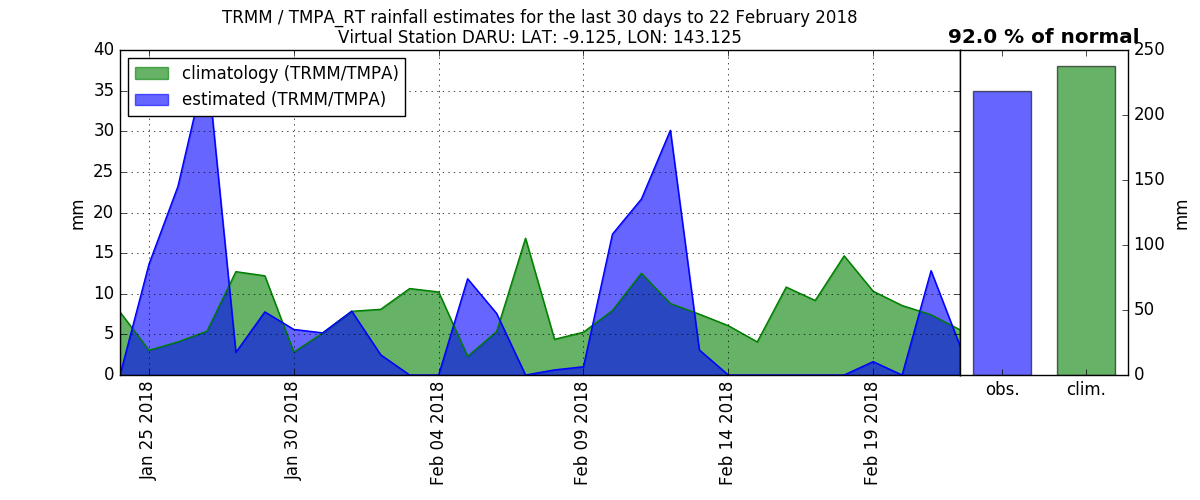 TRMM / TMPA_RT rainfall estimates for the last 30 days to 22 February 2018
Virtual Station DARU: LAT: -9.125, LON: 143.125
92.0 % of normal
climatology (TRMM/TMPA)
estimated (TRMM/TMPA)
40
35
30
25
20
15
10
5
0
mm
Jan 25 2018
Jan 30 2018
Feb 04 2018
Feb 09 2018
Feb 14 2018
Feb 19 2018
obs.
clim.
250
200
150
100
50
0
mm